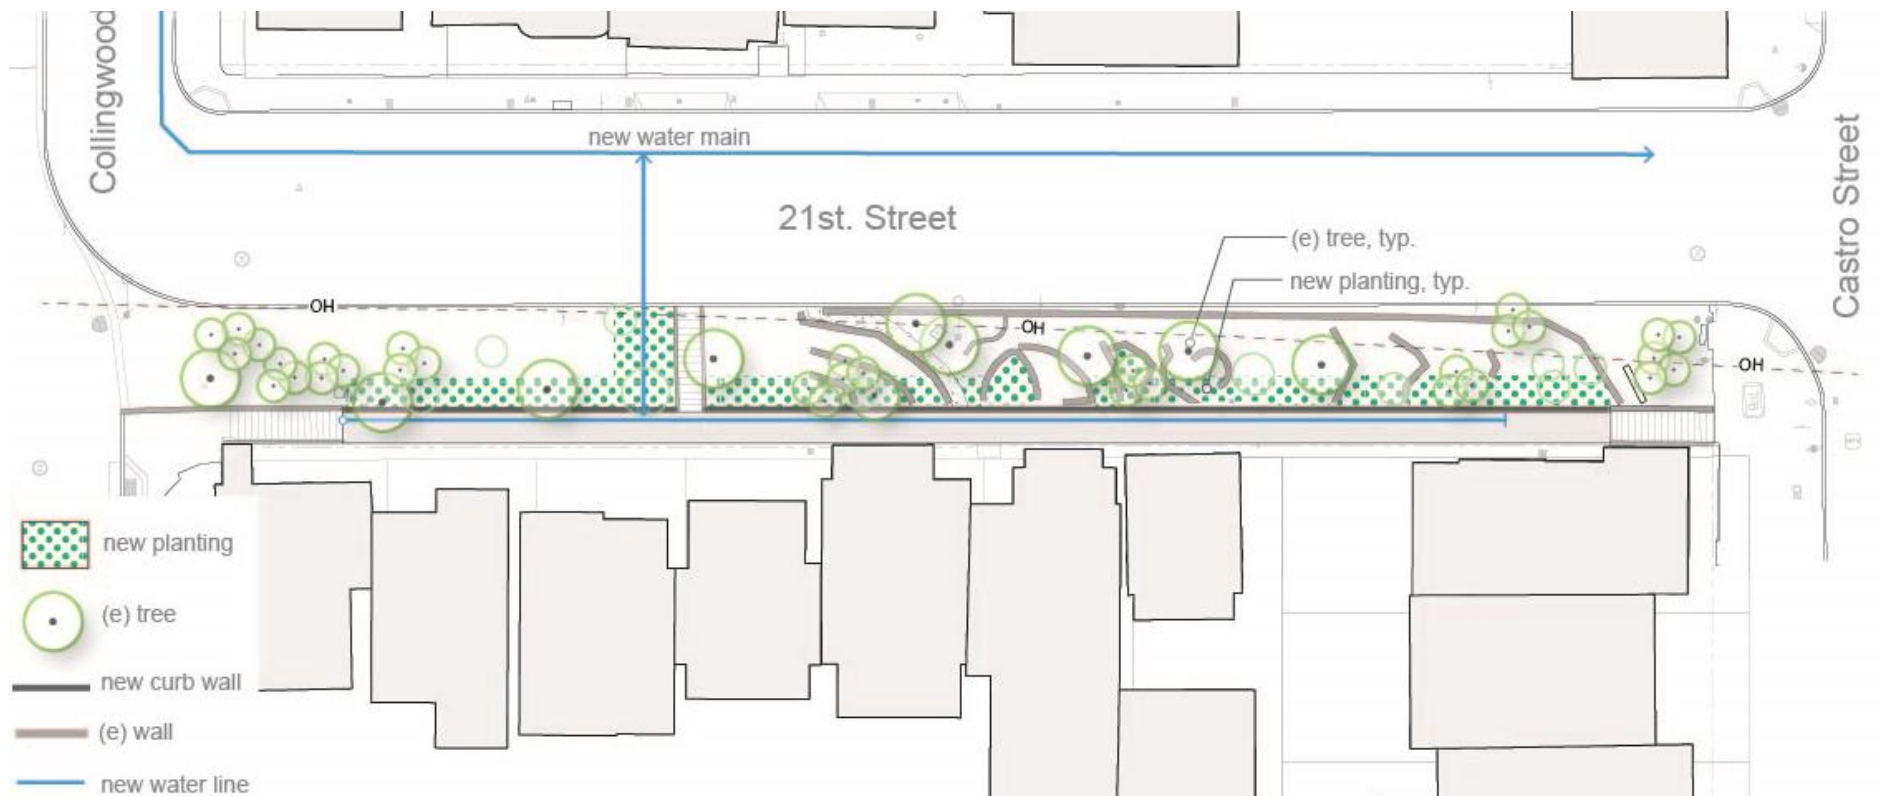 Collingwood
new water main
21st. Street
Castro Street
(e) tree, typ.
new planting, typ.
OH
OH
OH
new planting
(e) tree
new curb wall
(e) wall
new water line